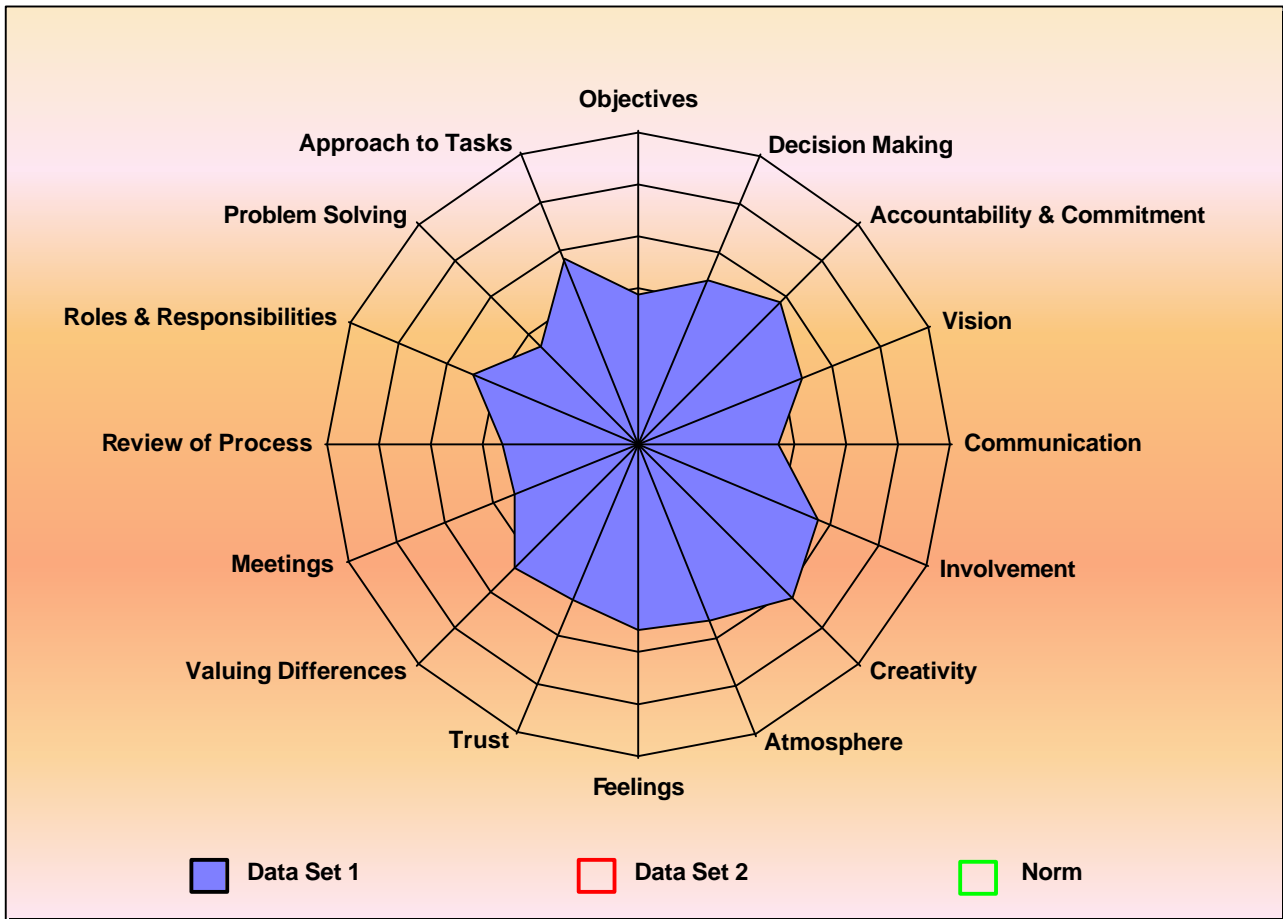 Objectives
Approach to Tasks
Decision Making
Problem Solving
Accountability & Commitment
Roles & Responsibilities
Vision
Review of Process
Communication
Meetings
Involvement
Valuing Differences
Creativity
Trust
Atmosphere
Feelings
Data Set 1
Data Set 2
Norm